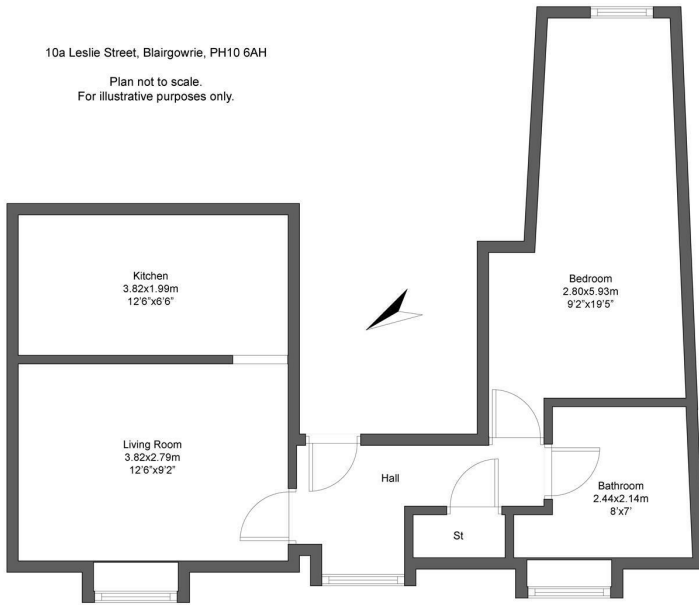 10a Leslie Street, Blairgowrie, PH10 6AH
Plan not to scale.
For illustrative purposes only.
Kitchen
3.82x1.99m
12'6"x6'6"
Bedroom
2.80x5.93m
9'2"x19'5"
Living Room
3.82x2.79m
12'6"x9'2"
Hall
St
Bathroom
2.44x2.14m
8'x7'